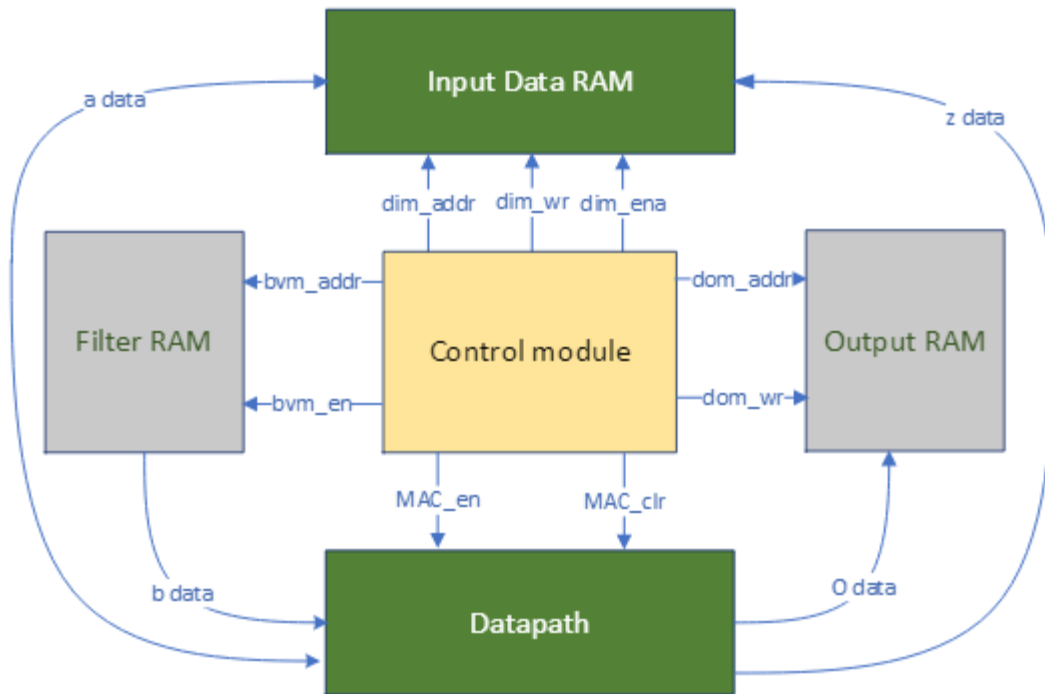 Input Data RAM
a data
z data
dim_addr
dim_wr
dim_ena
bvm_addr
dom_addr
Filter RAM
Control module
Output RAM
bvm_en
dom_wr
MAC_en
MAC_clr
b data
O data
Datapath